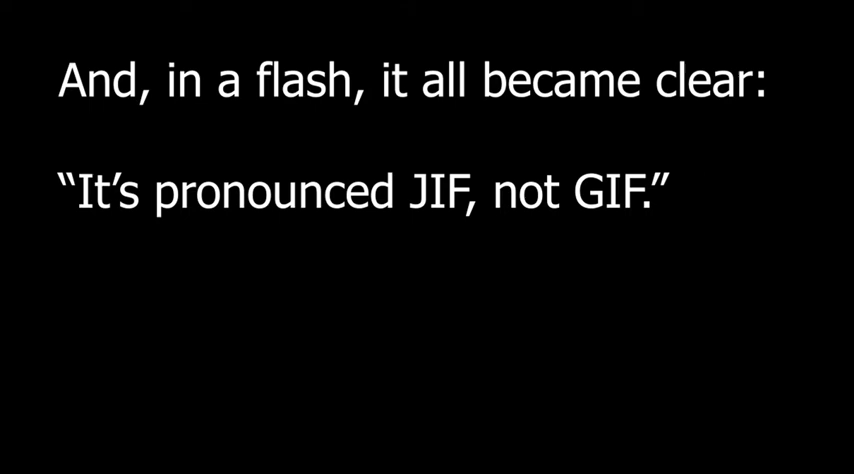 And, in a flash, it all became clear:
“It’s pronounced JIF, not GIF.”